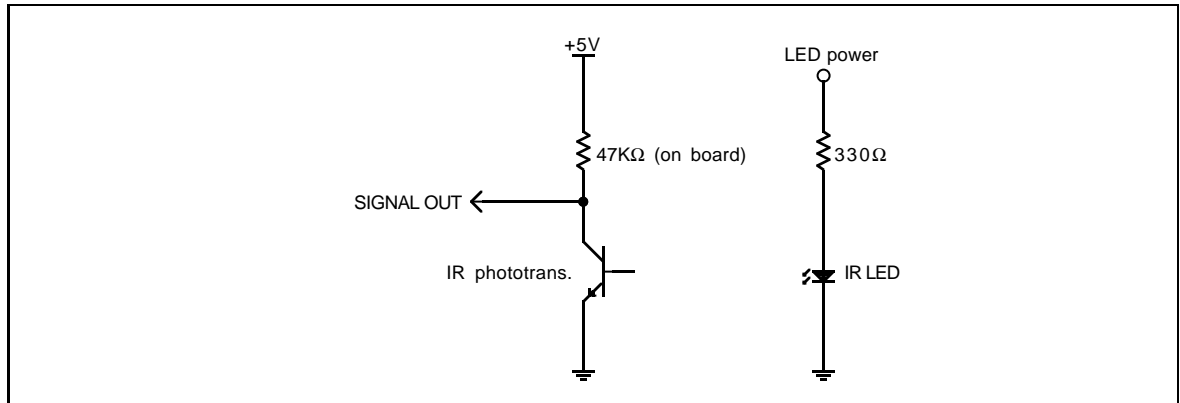 +5V
LED power
47KΩ (on board)
330Ω
SIGNAL OUT
IR phototrans.
IR LED